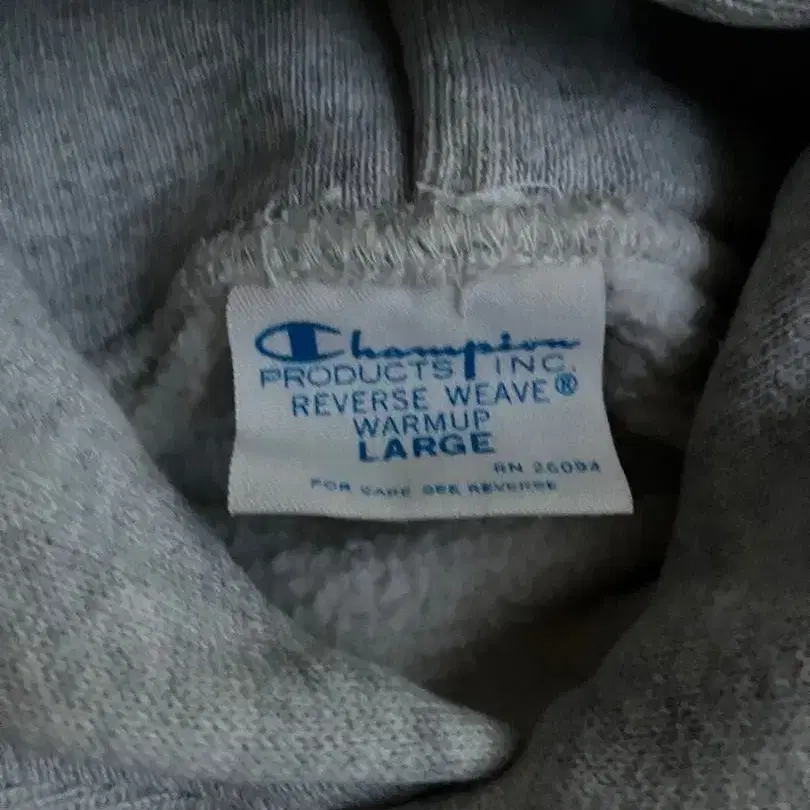 Champion
PRODUCTS INC.
REVERSE WEAVE®
WARMUP
LARGE
RN 26094
FOR CARE SEE REVERSE